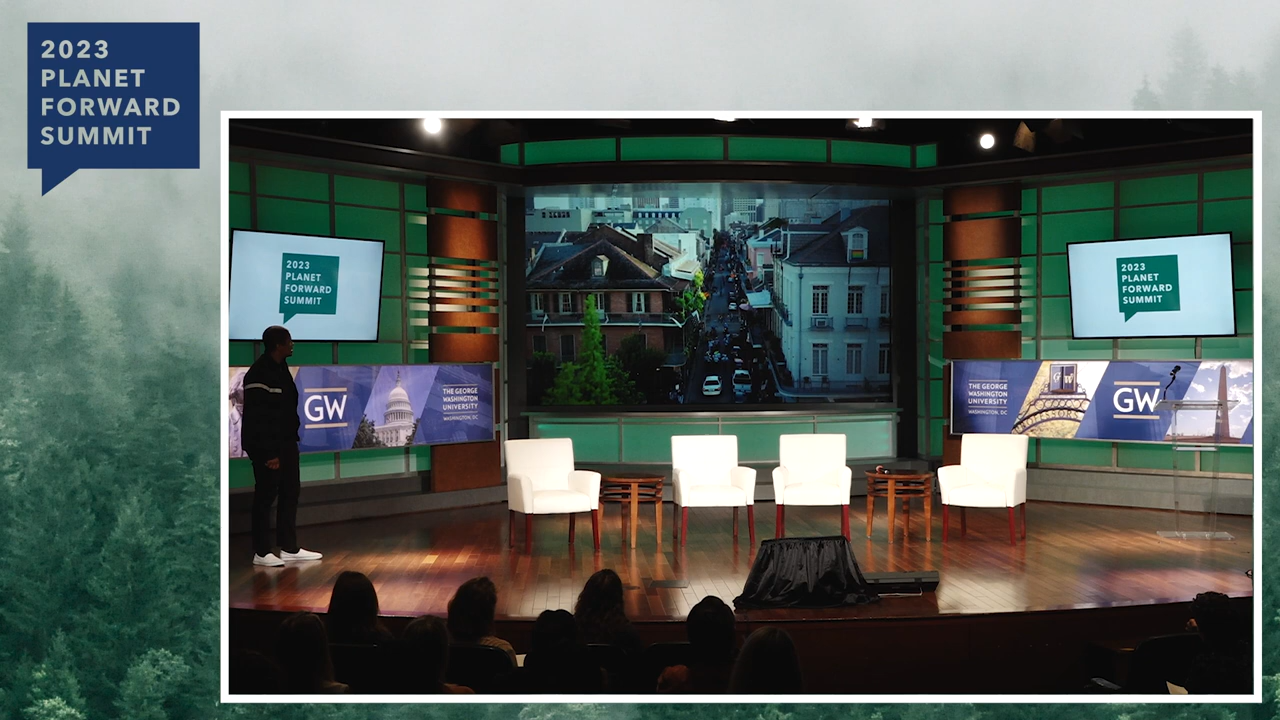 2023
PLANET
FORWARD
SUMMIT
2023
PLANET
FORWARD
SUMMIT
2023
PLANET
FORWARD
SUMMIT
GW
THE GEORGE
WASHINGTON
UNIVERSITY
WASHINGTON, DC
THE GEORGE
WASHINGTON
UNIVERSITY
WASHINGTON, DC
W
PROFESSORS
GW